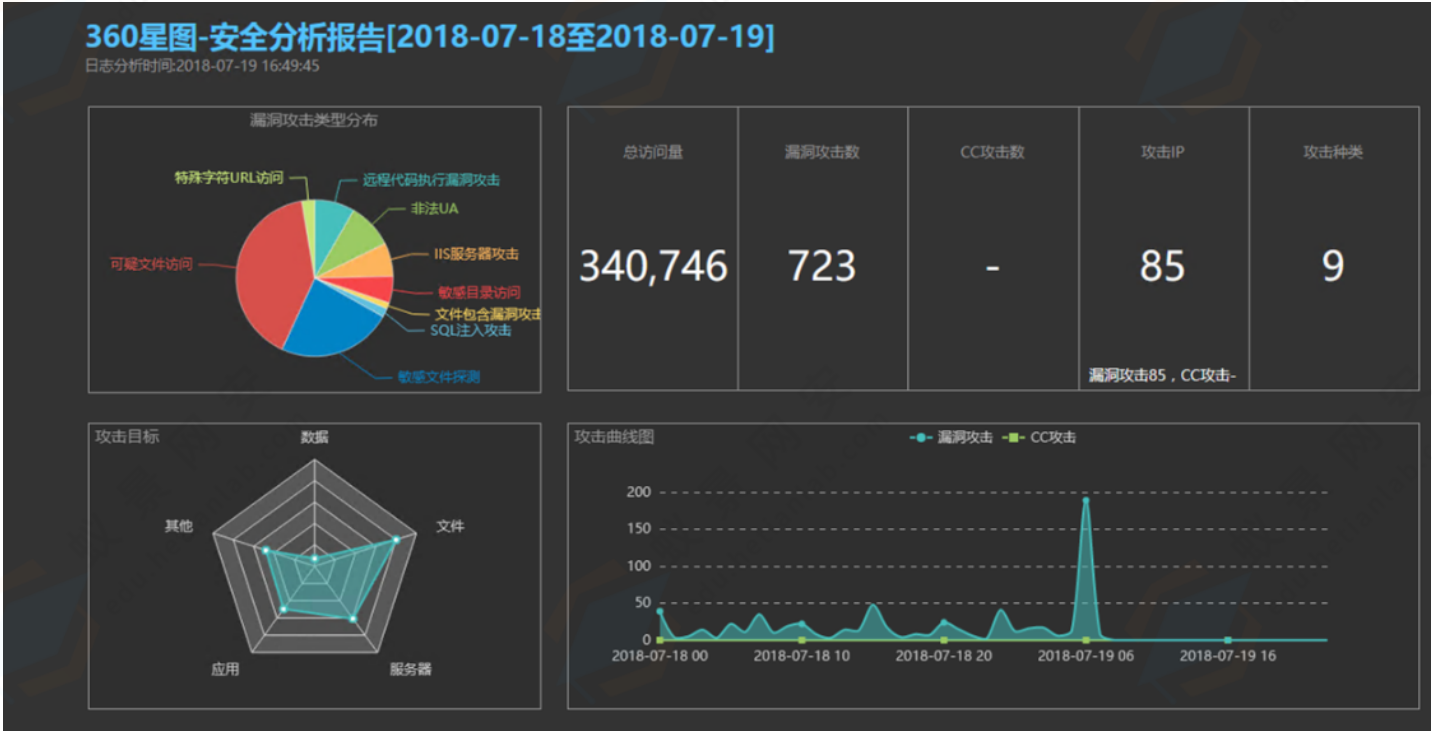 360星图-安全分析报告[2018-07-18至2018-07-19]
日志分析时间:2018-07-19 16:49:45
漏洞攻击类型分布
特殊字符URL访问
远程代码执行漏洞攻击
非法UA
IIS服务器攻击
可疑文件访问
敏感目录访问
文件包含漏洞攻击
SQL注入攻击
敏感文件探测
总访问量
340,746
漏洞攻击数
723
CC攻击数
-
攻击IP
85
漏洞攻击85，CC攻击-
攻击种类
9
攻击目标
数据
文件
服务器
应用
其他
攻击曲线图
漏洞攻击 CC攻击
200
150
100
50
0
2018-07-18 00 2018-07-18 10 2018-07-18 20 2018-07-19 06 2018-07-19 16